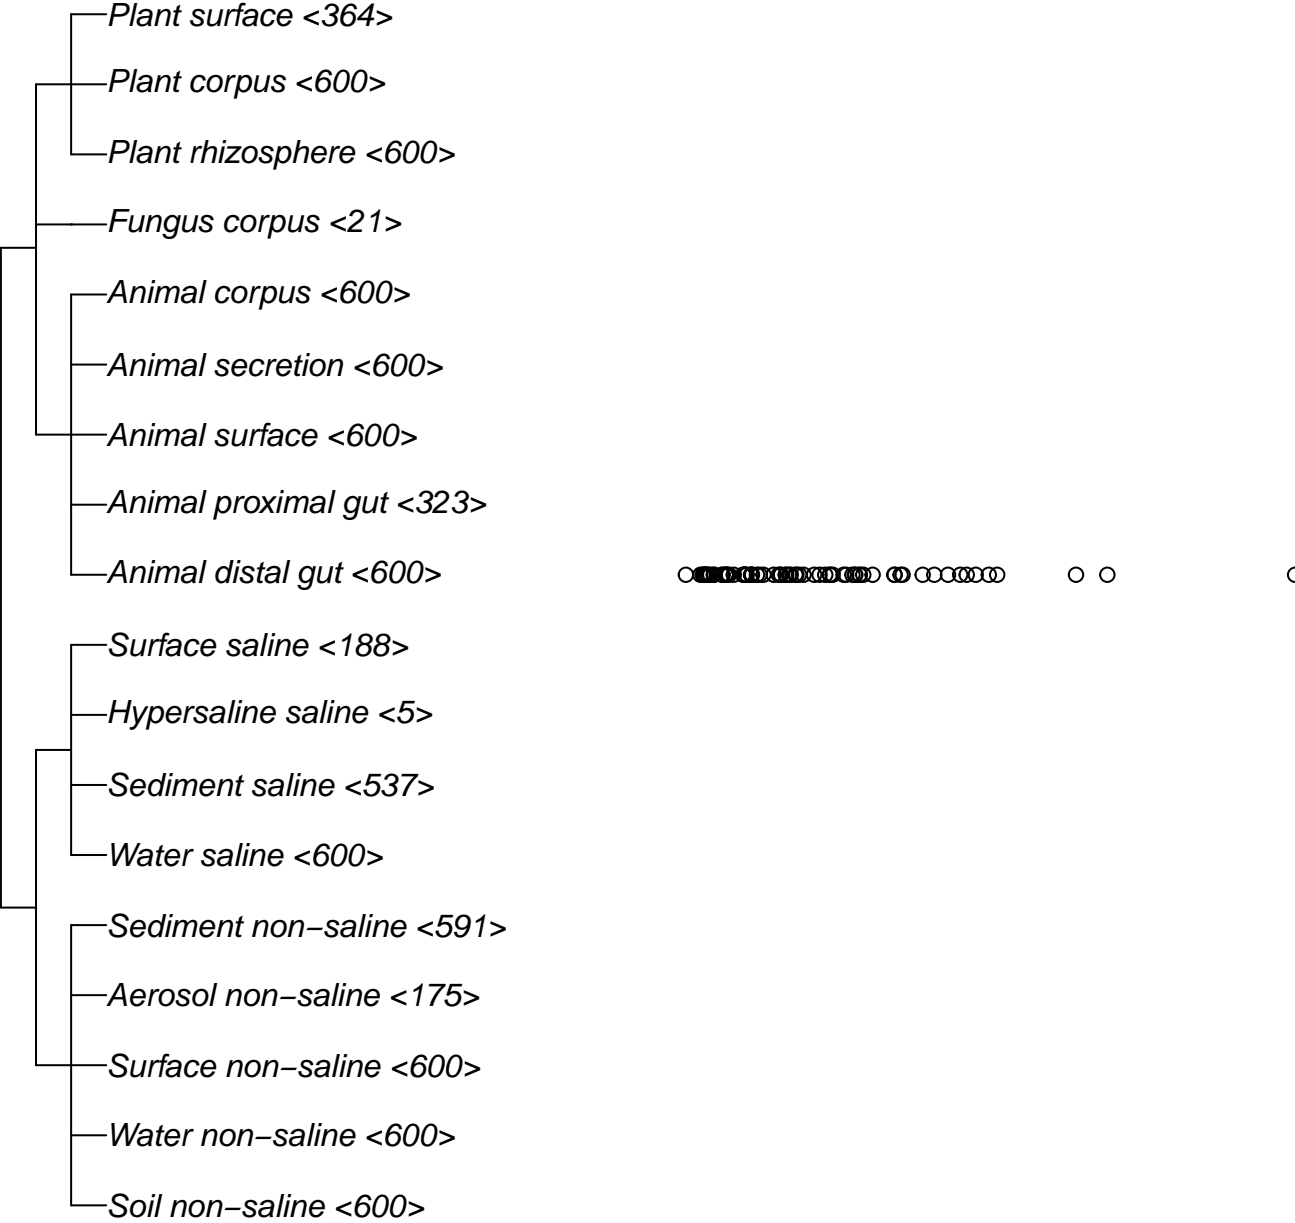 Plant surface <364>
Plant corpus <600>
Plant rhizosphere <600>
Fungus corpus <21>
Animal corpus <600>
Animal secretion <600>
Animal surface <600>
Animal proximal gut <323>
Animal distal gut <600>
Surface saline <188>
Hypersaline saline <5>
Sediment saline <537>
Water saline <600>
Sediment non−saline <591>
Aerosol non−saline <175>
Surface non−saline <600>
Water non−saline <600>
Soil non−saline <600>